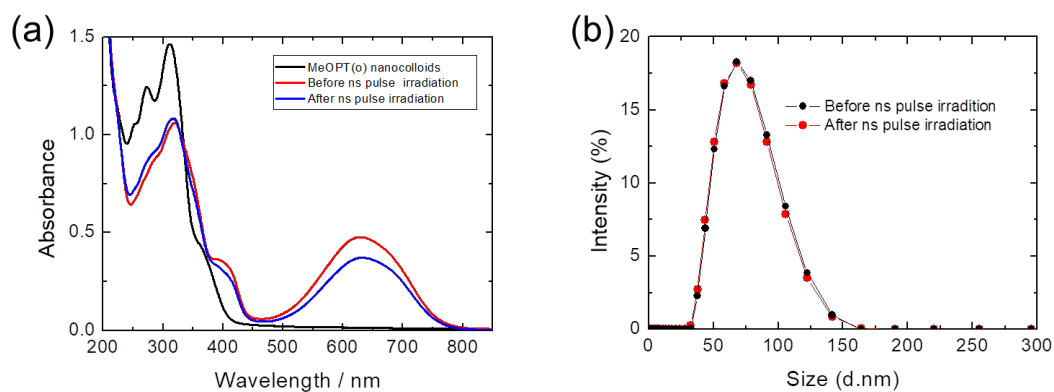 (a)
1.5
1.0
0.5
0.0
Absorbance
MeOPT(o) nanocolloids
Before ns pulse irradiation
After ns pulse irradiation
200 300 400 500 600 700 800
Wavelength / nm
(b)
20
15
10
5
0
Intensity (%)
Before ns pulse irradition
After ns pulse irradiation
0 50 100 150 200 250 300
Size (d.nm)